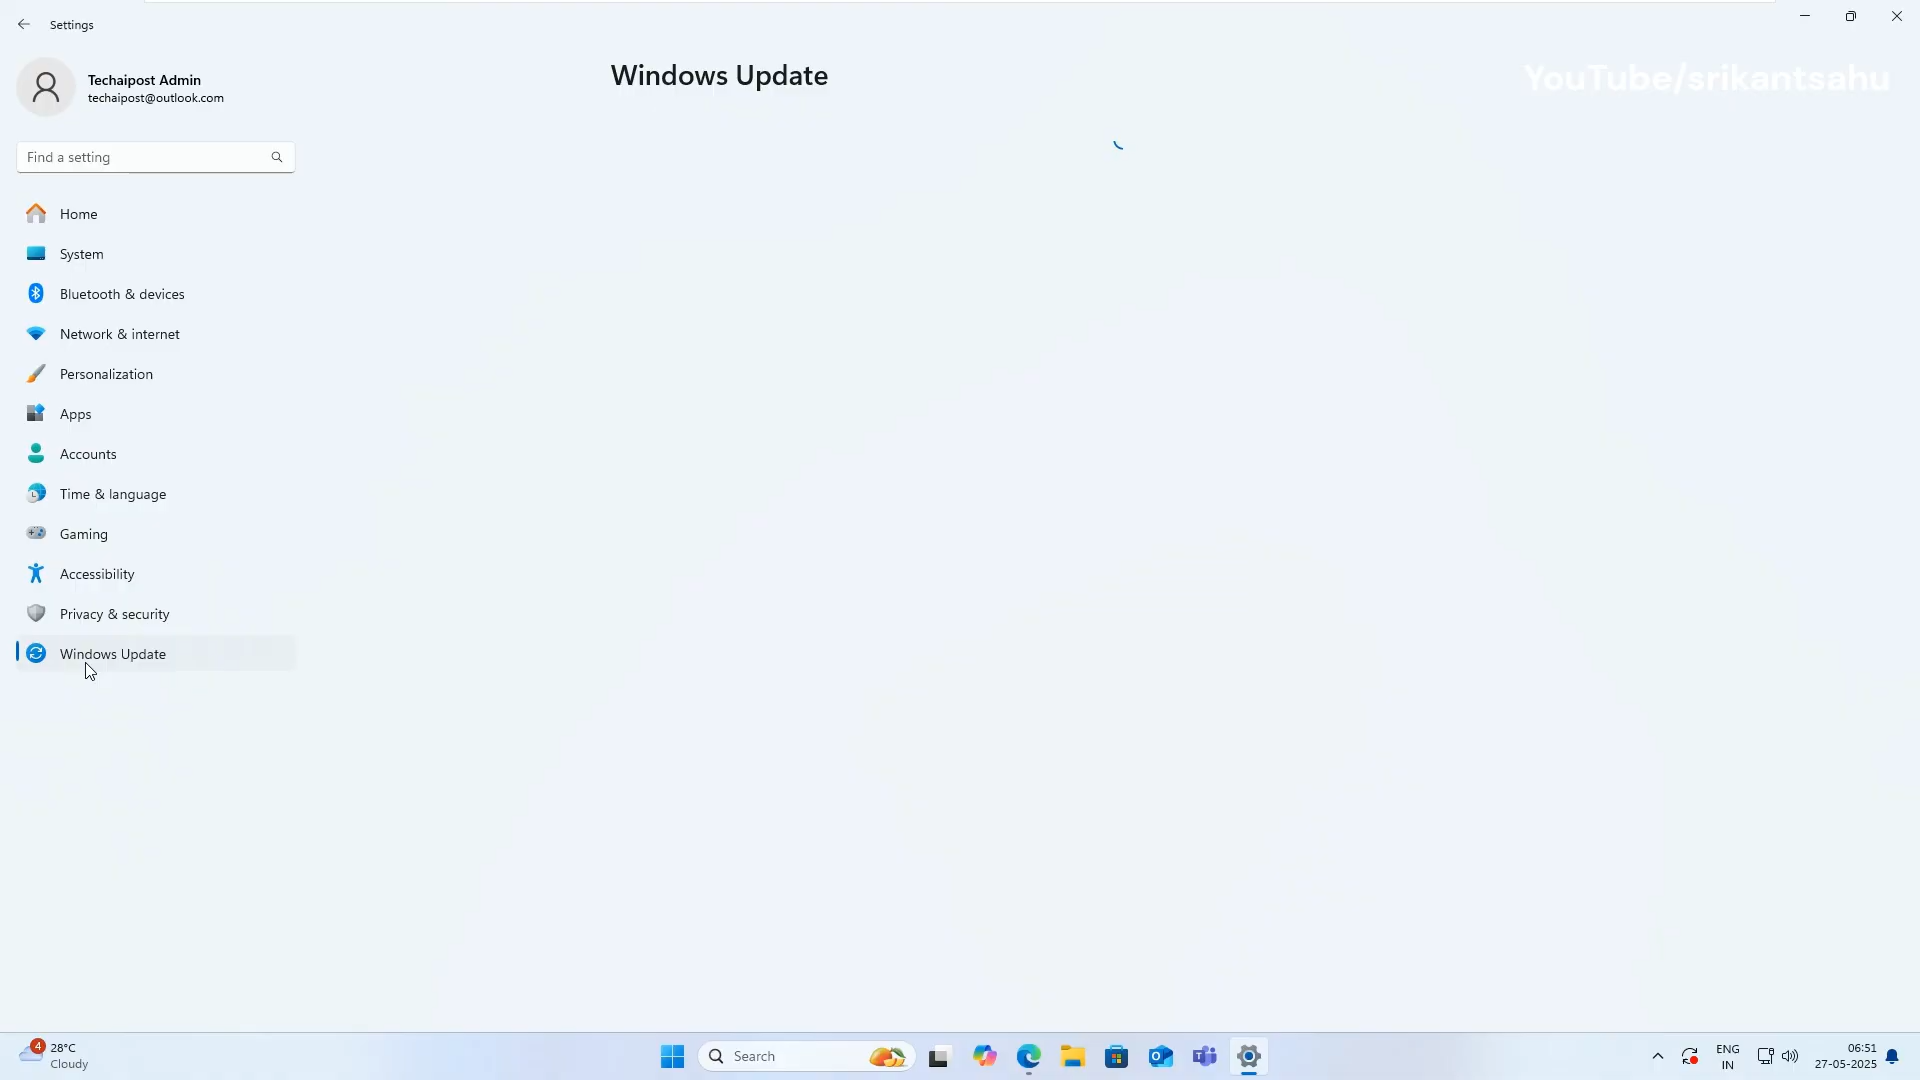 Settings
Techaipost Admin
techaipost@outlook.com
Windows Update
YouTube/srikantsahu
Find a setting
Home
System
Bluetooth & devices
Network & internet
Personalization
Apps
Accounts
Time & language
Gaming
Accessibility
Privacy & security
Windows Update
4
28°C
Cloudy
Search
ENG
IN
06:51
27-05-2025